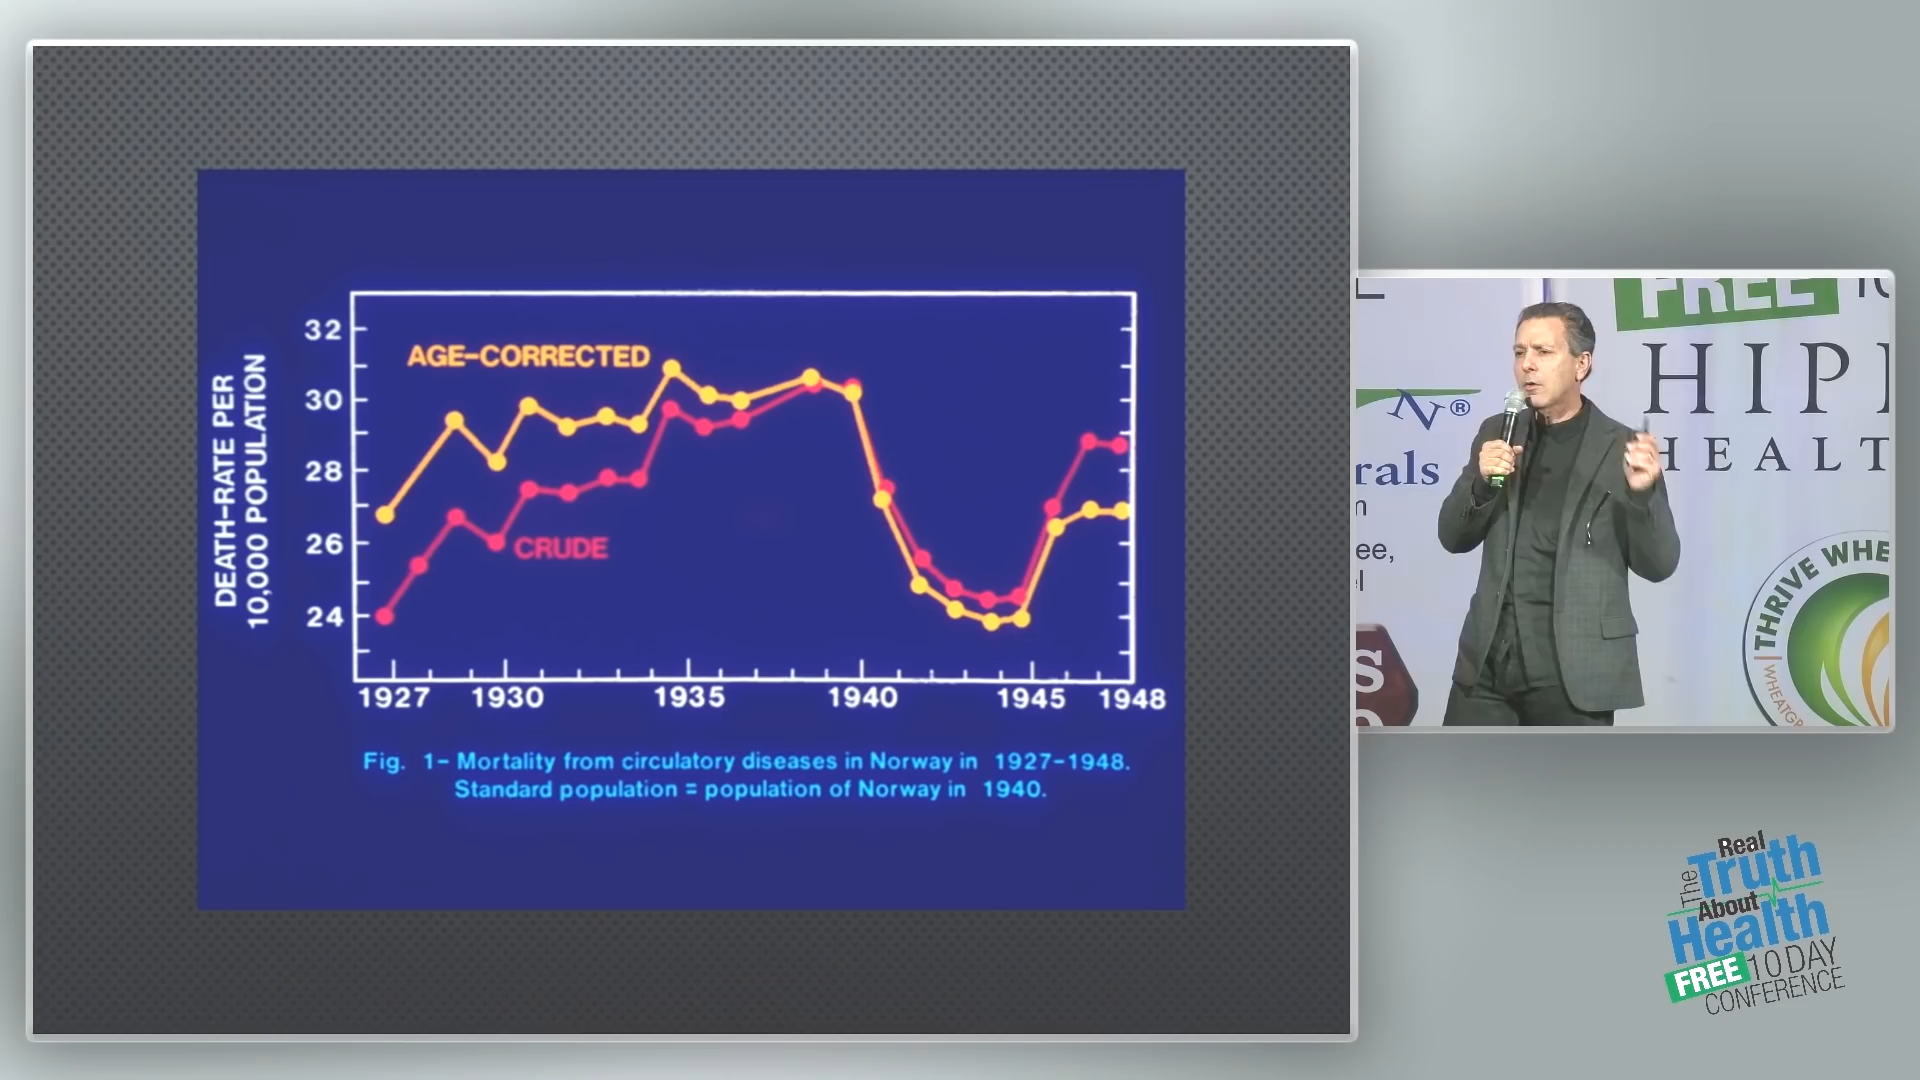 DEATH-RATE PER
10,000 POPULATION
32
30
28
26
24
AGE-CORRECTED
CRUDE
1927 1930 1935 1940 1945 1948
Fig. 1- Mortality from circulatory diseases in Norway in 1927-1948.
Standard population = population of Norway in 1940.
FREE
HIP
HEALT
N®
rals
ee,
THRIVE WHE
WHEATGR
S
The Real
Truth
About
Health
FREE 10 DAY
CONFERENCE